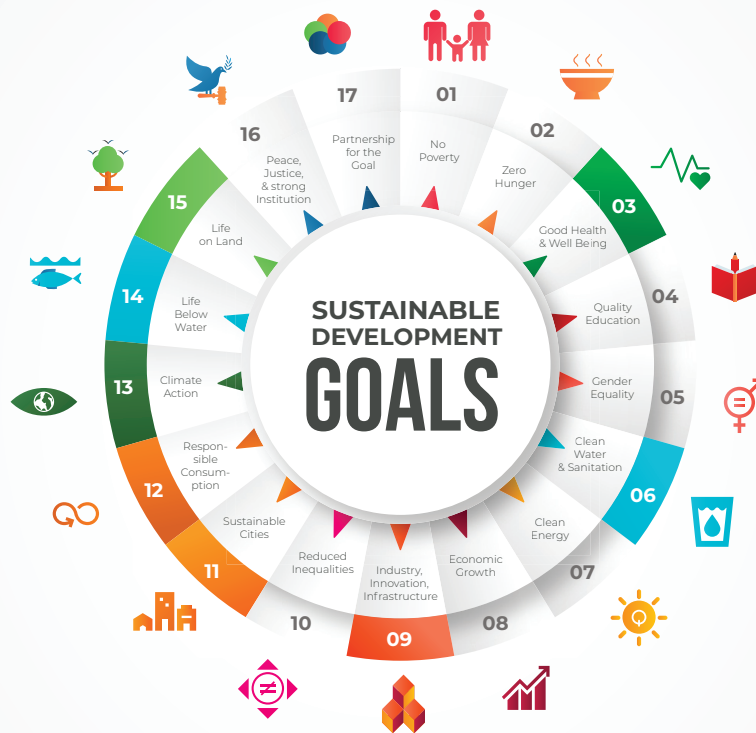 SUSTAINABLE
DEVELOPMENT
GOALS
01
No
Poverty
02
Zero
Hunger
03
Good Health
& Well Being
04
Quality
Education
05
Gender
Equality
06
Clean
Water
& Sanitation
07
Clean
Energy
08
Economic
Growth
09
Industry,
Innovation,
Infrastructure
10
Reduced
Inequalities
11
Sustainable
Cities
12
Respon-
sible
Consum-
ption
13
Climate
Action
14
Life
Below
Water
15
Life
on Land
16
Peace,
Justice,
& strong
Institution
17
Partnership
for the
Goal